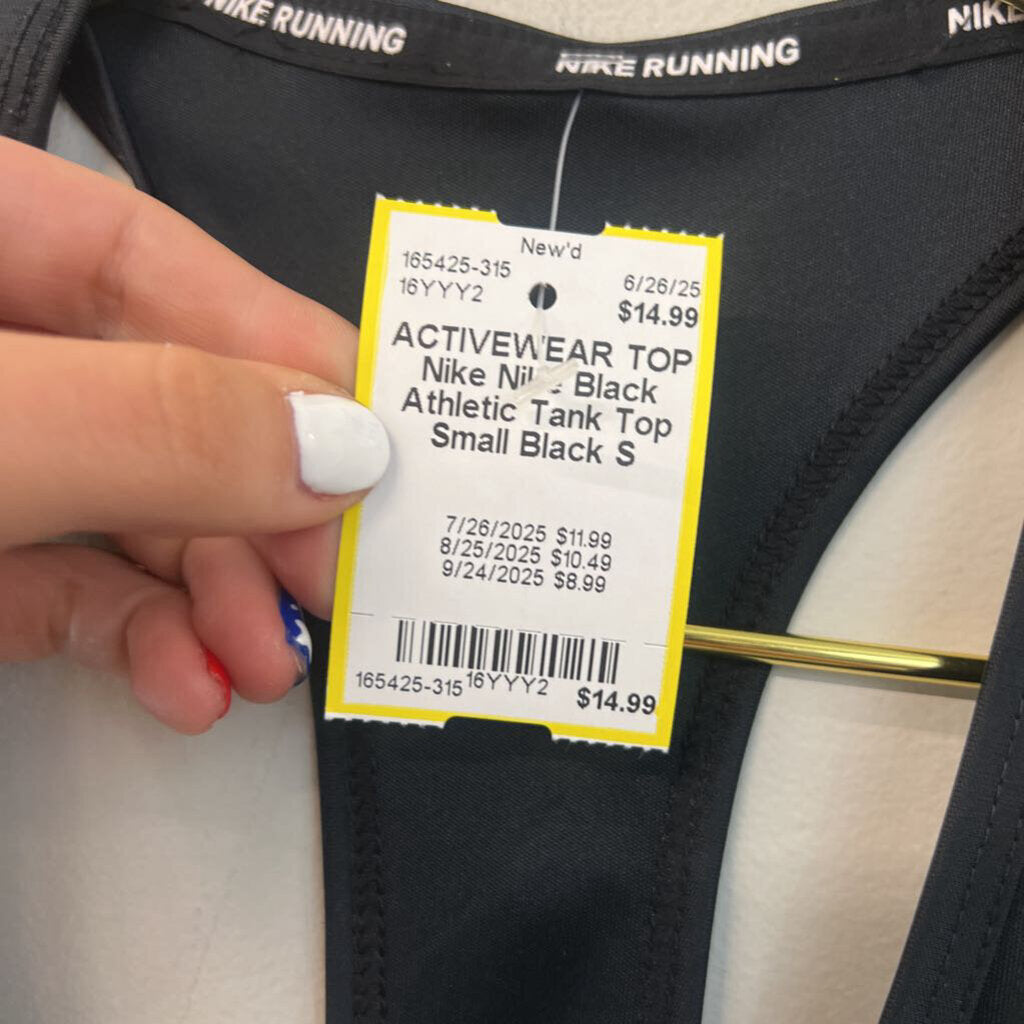 NIKE RUNNING
NIKE RUNNING
NIKE
New'd
165425-315
6/26/25
16YYY2
$14.99
ACTIVEWEAR TOP
Nike Nike Black
Athletic Tank Top
Small Black S
7/26/2025 $11.99
8/25/2025 $10.49
9/24/2025 $8.99
165425-315 16YYY2 $14.99